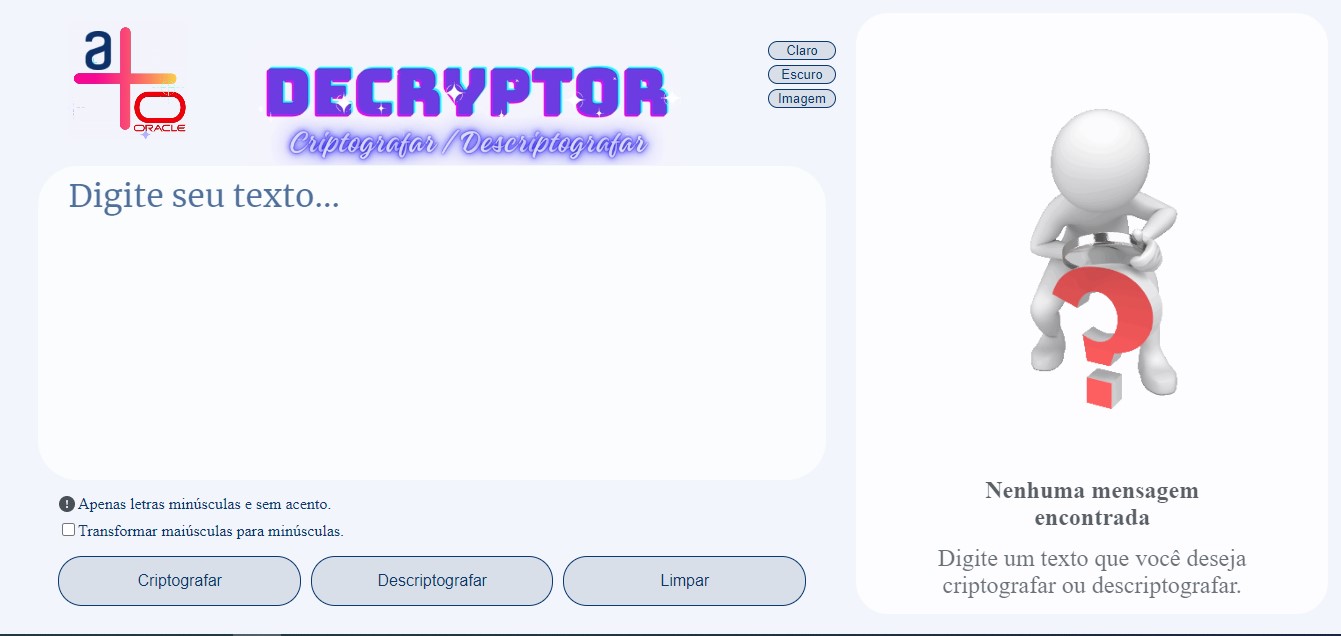 a
ORACLE
DECRYPTOR
Criptografar / Descriptografar
Claro
Escuro
Imagem
Digite seu texto...
Apenas letras minúsculas e sem acento.
Transformar maiúsculas para minúsculas.
Criptografar
Descriptografar
Limpar
?
Nenhuma mensagem
encontrada
Digite um texto que você deseja
criptografar ou descriptografar.